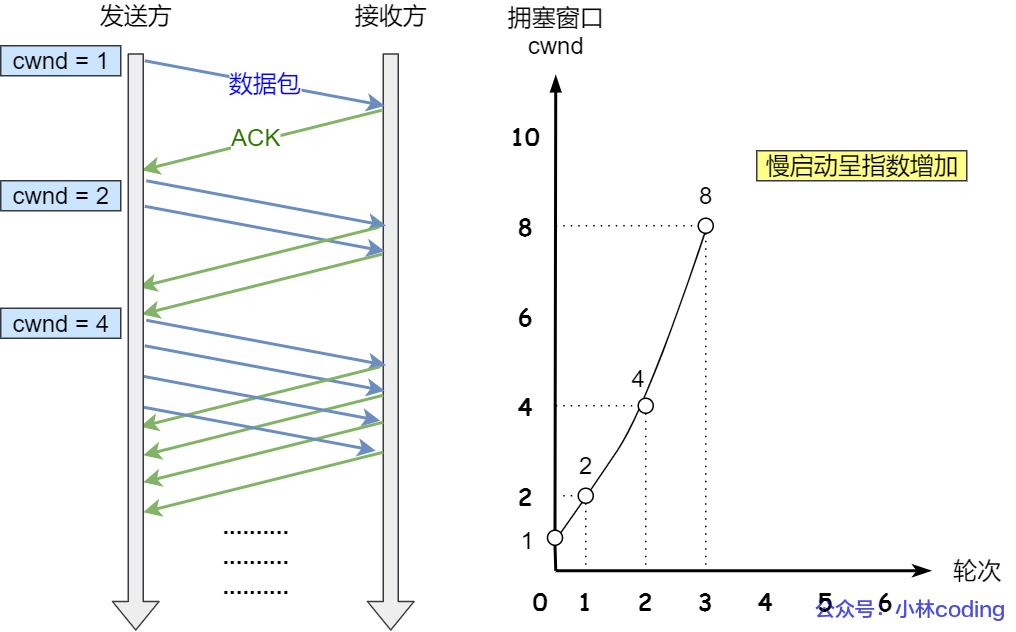 发送方
接收方
cwnd = 1
数据包
ACK
cwnd = 2
cwnd = 4
..........
..........
..........
拥塞窗口
cwnd
10
慢启动呈指数增加
8
8
6
4
4
2
2
1
轮次
0 1 2 3 4 5 6
公众号：小林coding